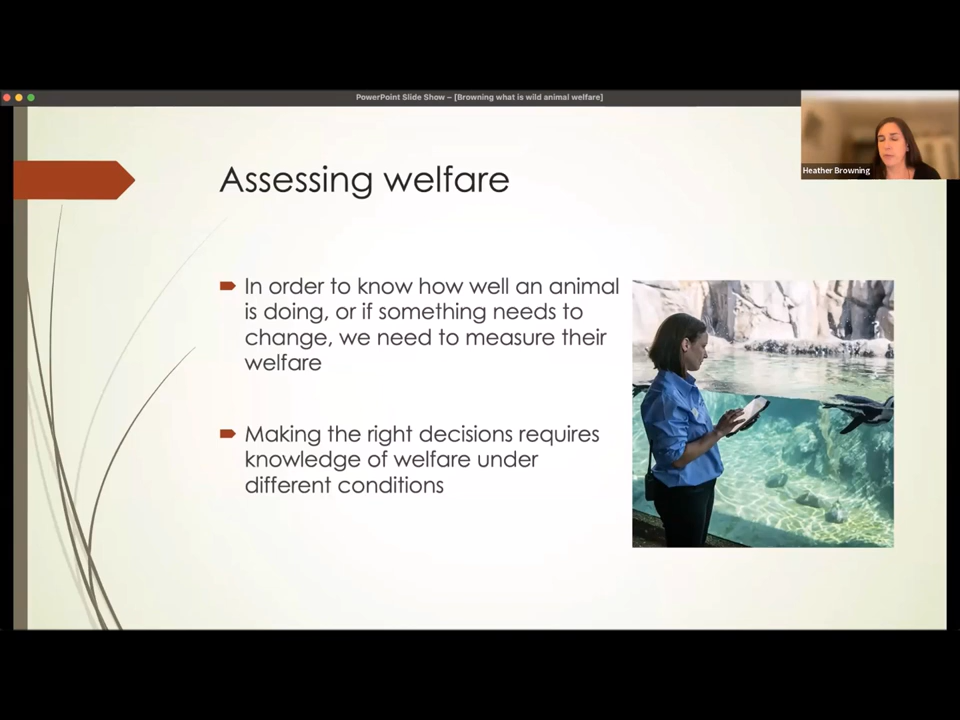 PowerPoint Slide Show – [Browning what is wild animal welfare]
Heather Browning
Assessing welfare
In order to know how well an animal
is doing, or if something needs to
change, we need to measure their
welfare
Making the right decisions requires
knowledge of welfare under
different conditions